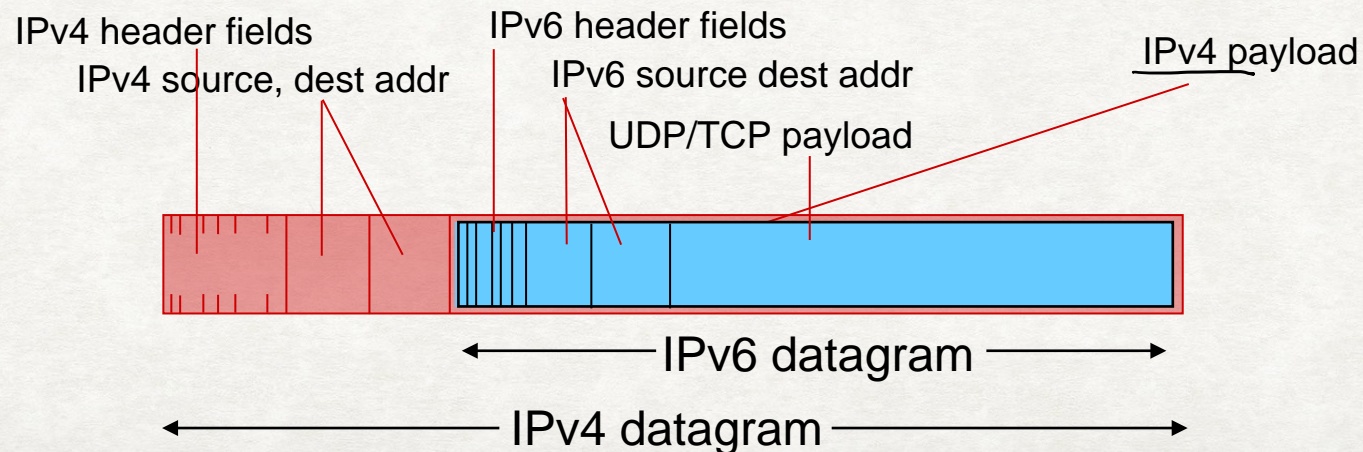 IPv4 header fields
IPv6 header fields
IPv4 payload
IPv4 source, dest addr
IPv6 source dest addr
UDP/TCP payload
IPv6 datagram
IPv4 datagram